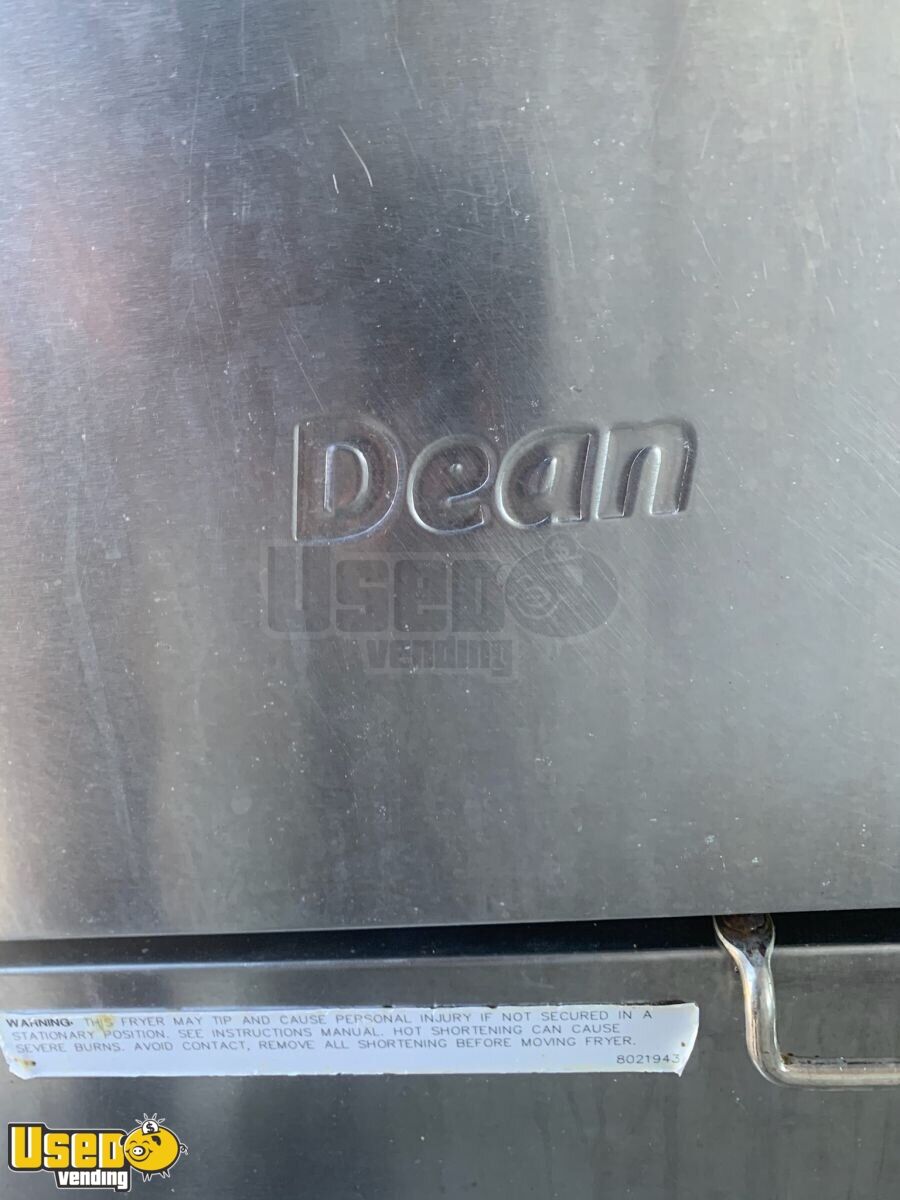 Dean
USED
vending
WARNING: THIS FRYER MAY TIP AND CAUSE PERSONAL INJURY IF NOT SECURED IN A
STATIONARY POSITION. SEE INSTRUCTIONS MANUAL. HOT SHORTENING CAN CAUSE
SEVERE BURNS. AVOID CONTACT, REMOVE ALL SHORTENING BEFORE MOVING FRYER.
8021943
USED
vending